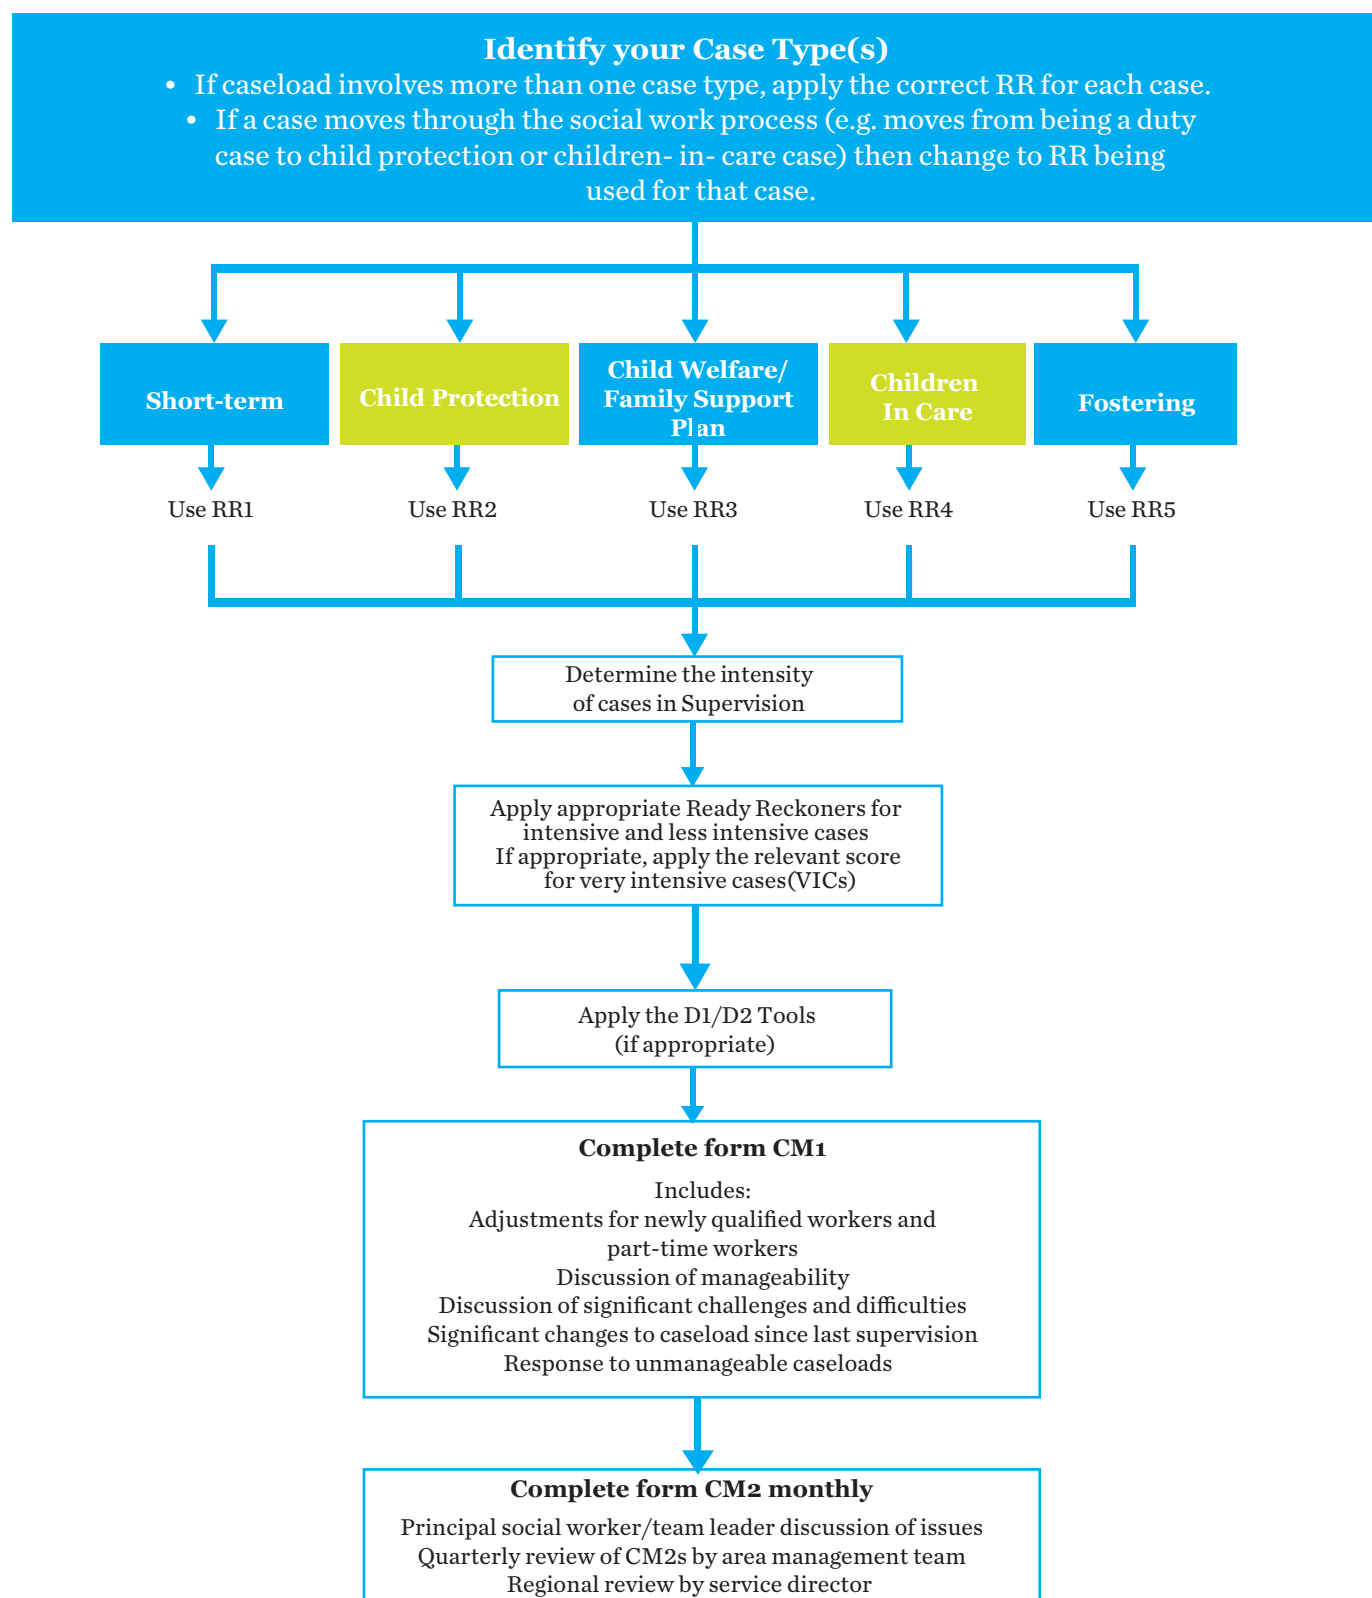 Identify your Case Type(s)
• If caseload involves more than one case type, apply the correct RR for each case.
• If a case moves through the social work process (e.g. moves from being a duty
case to child protection or children- in- care case) then change to RR being
used for that case.
Short-term
Child Protection
Child Welfare/
Family Support
Plan
Children
In Care
Fostering
Use RR1
Use RR2
Use RR3
Use RR4
Use RR5
Determine the intensity
of cases in Supervision
Apply appropriate Ready Reckoners for
intensive and less intensive cases
If appropriate, apply the relevant score
for very intensive cases(VICs)
Apply the D1/D2 Tools
(if appropriate)
Complete form CM1
Includes:
Adjustments for newly qualified workers and
part-time workers
Discussion of manageability
Discussion of significant challenges and difficulties
Significant changes to caseload since last supervision
Response to unmanageable caseloads
Complete form CM2 monthly
Principal social worker/team leader discussion of issues
Quarterly review of CM2s by area management team
Regional review by service director